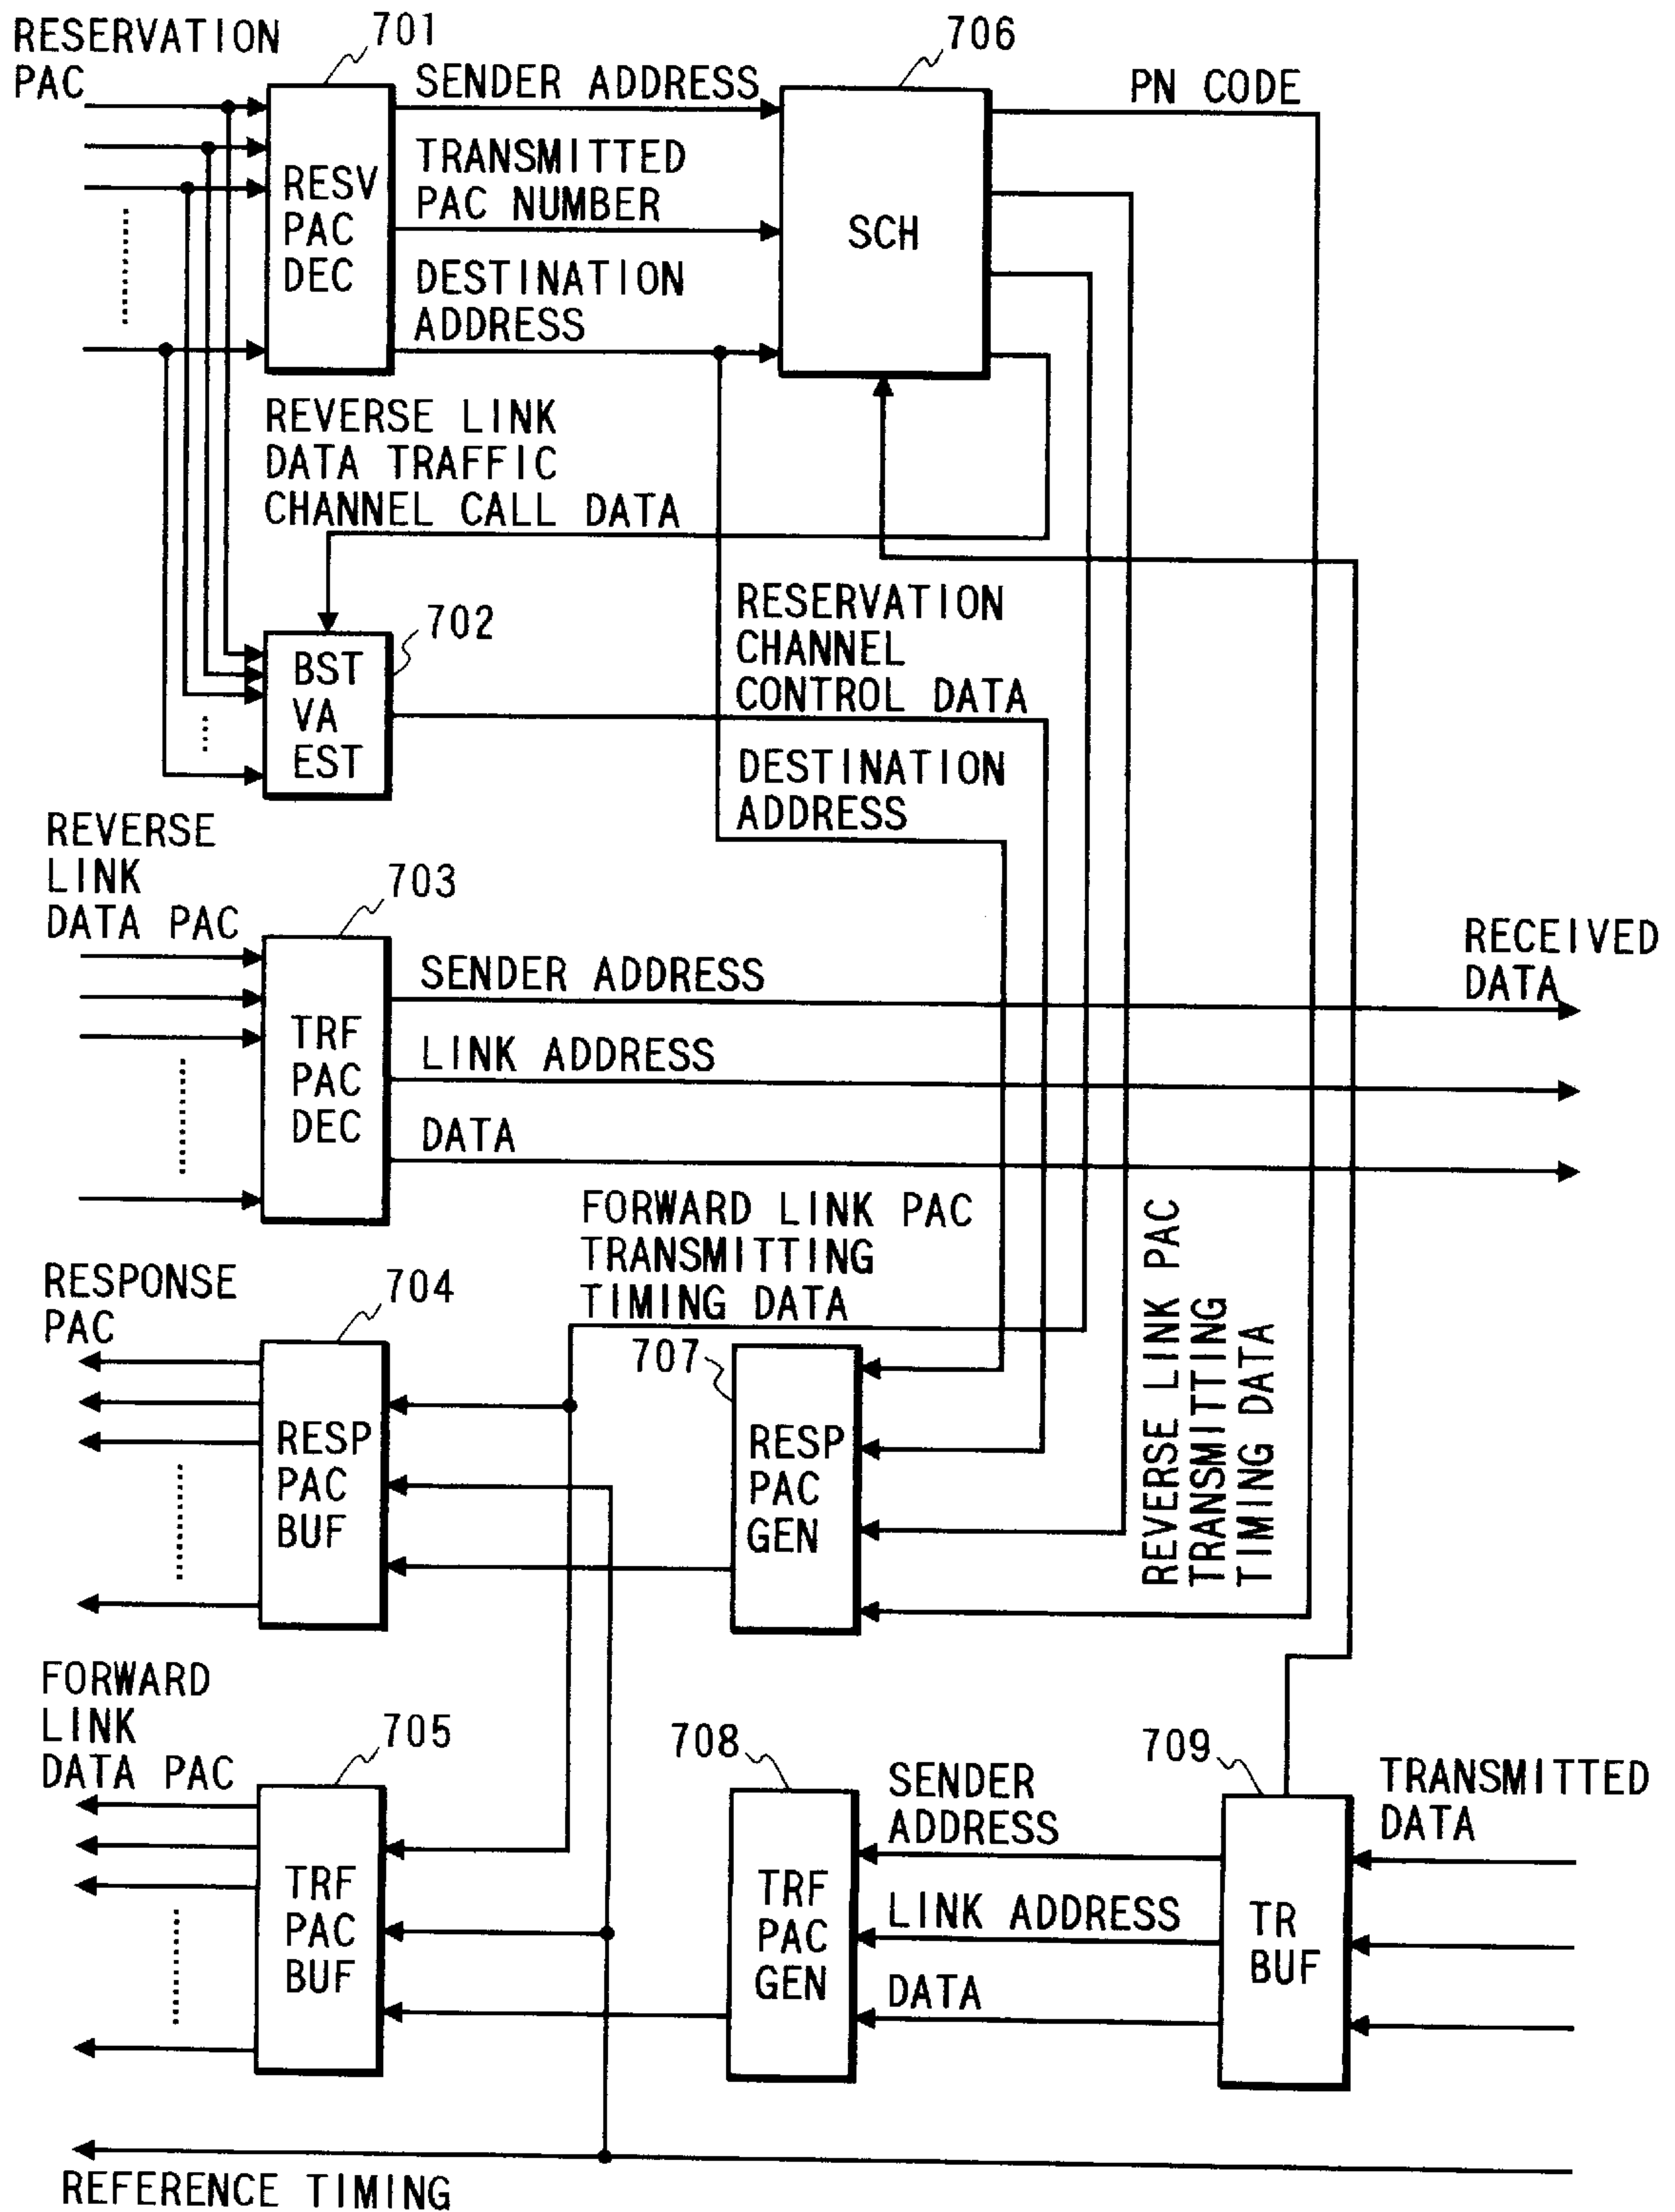 RESERVATION
PAC
701
SENDER ADDRESS
706
PN CODE
RESV
PAC
DEC
TRANSMITTED
PAC NUMBER
SCH
DESTINATION
ADDRESS
REVERSE LINK
DATA TRAFFIC
CHANNEL CALL DATA
702
BST
VA
EST
RESERVATION
CHANNEL
CONTROL DATA
DESTINATION
ADDRESS
REVERSE
LINK
DATA PAC
703
TRF
PAC
DEC
SENDER ADDRESS
LINK ADDRESS
DATA
RECEIVED
DATA
FORWARD LINK PAC
TRANSMITTING
TIMING DATA
REVERSE LINK PAC
TRANSMITTING
TIMING DATA
RESPONSE
PAC
704
RESP
PAC
BUF
707
RESP
PAC
GEN
FORWARD
LINK
DATA PAC
705
TRF
PAC
BUF
708
TRF
PAC
GEN
SENDER
ADDRESS
LINK ADDRESS
DATA
709
TR
BUF
TRANSMITTED
DATA
REFERENCE TIMING